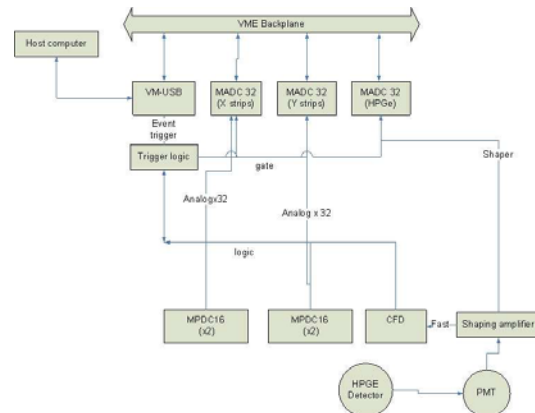 VME Backplane
Host computer
VM-USB
MADC 32
(X strips)
MADC 32
(Y strips)
MADC 32
(HPGe)
Event
trigger
Trigger logic
gate
Shaper
Analogx32
Analog x 32
logic
MPDC16
(x2)
MPDC16
(x2)
CFD
Fast
Shaping amplifier
HPGE
Detector
PMT